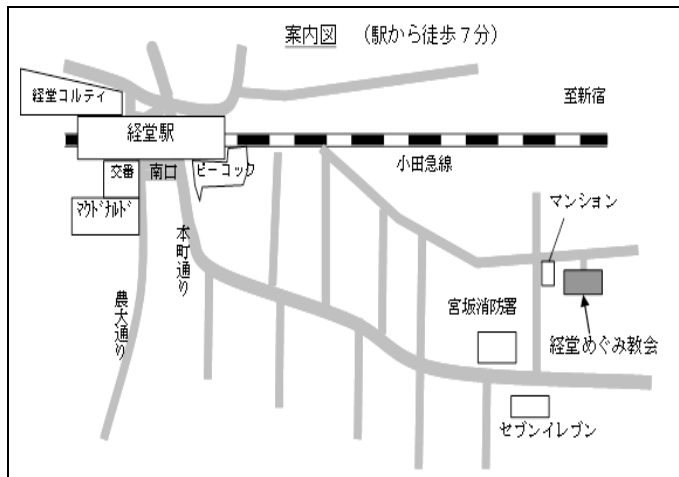 案内図 (駅から徒歩7分)
経堂コルティ
至新宿
経堂駅
小田急線
交番
南口
ピーコック
マクドナルド
マンション
本町通り
農大通り
宮坂消防署
経堂めぐみ教会
セブンイレブン